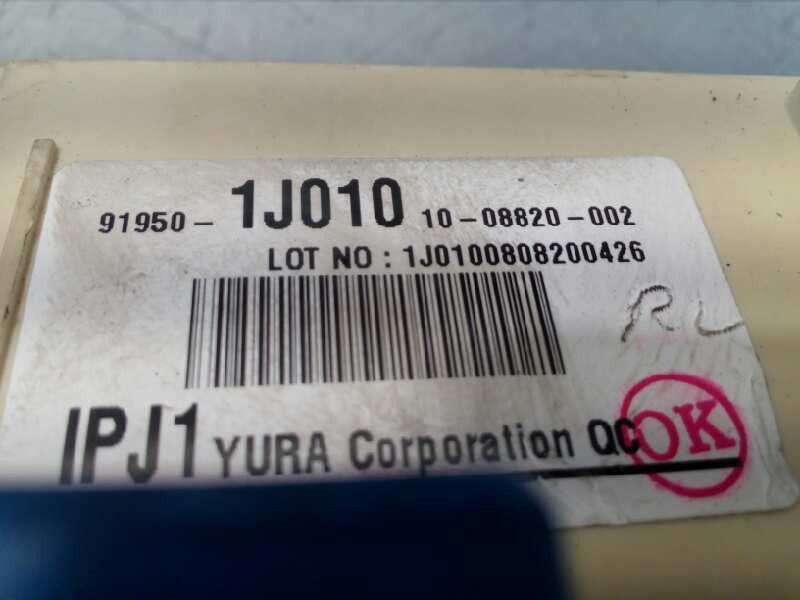 91950-1J010 10-08820-002
LOT NO : 1J0100808200426
RL
IPJ1 YURA Corporation QC OK